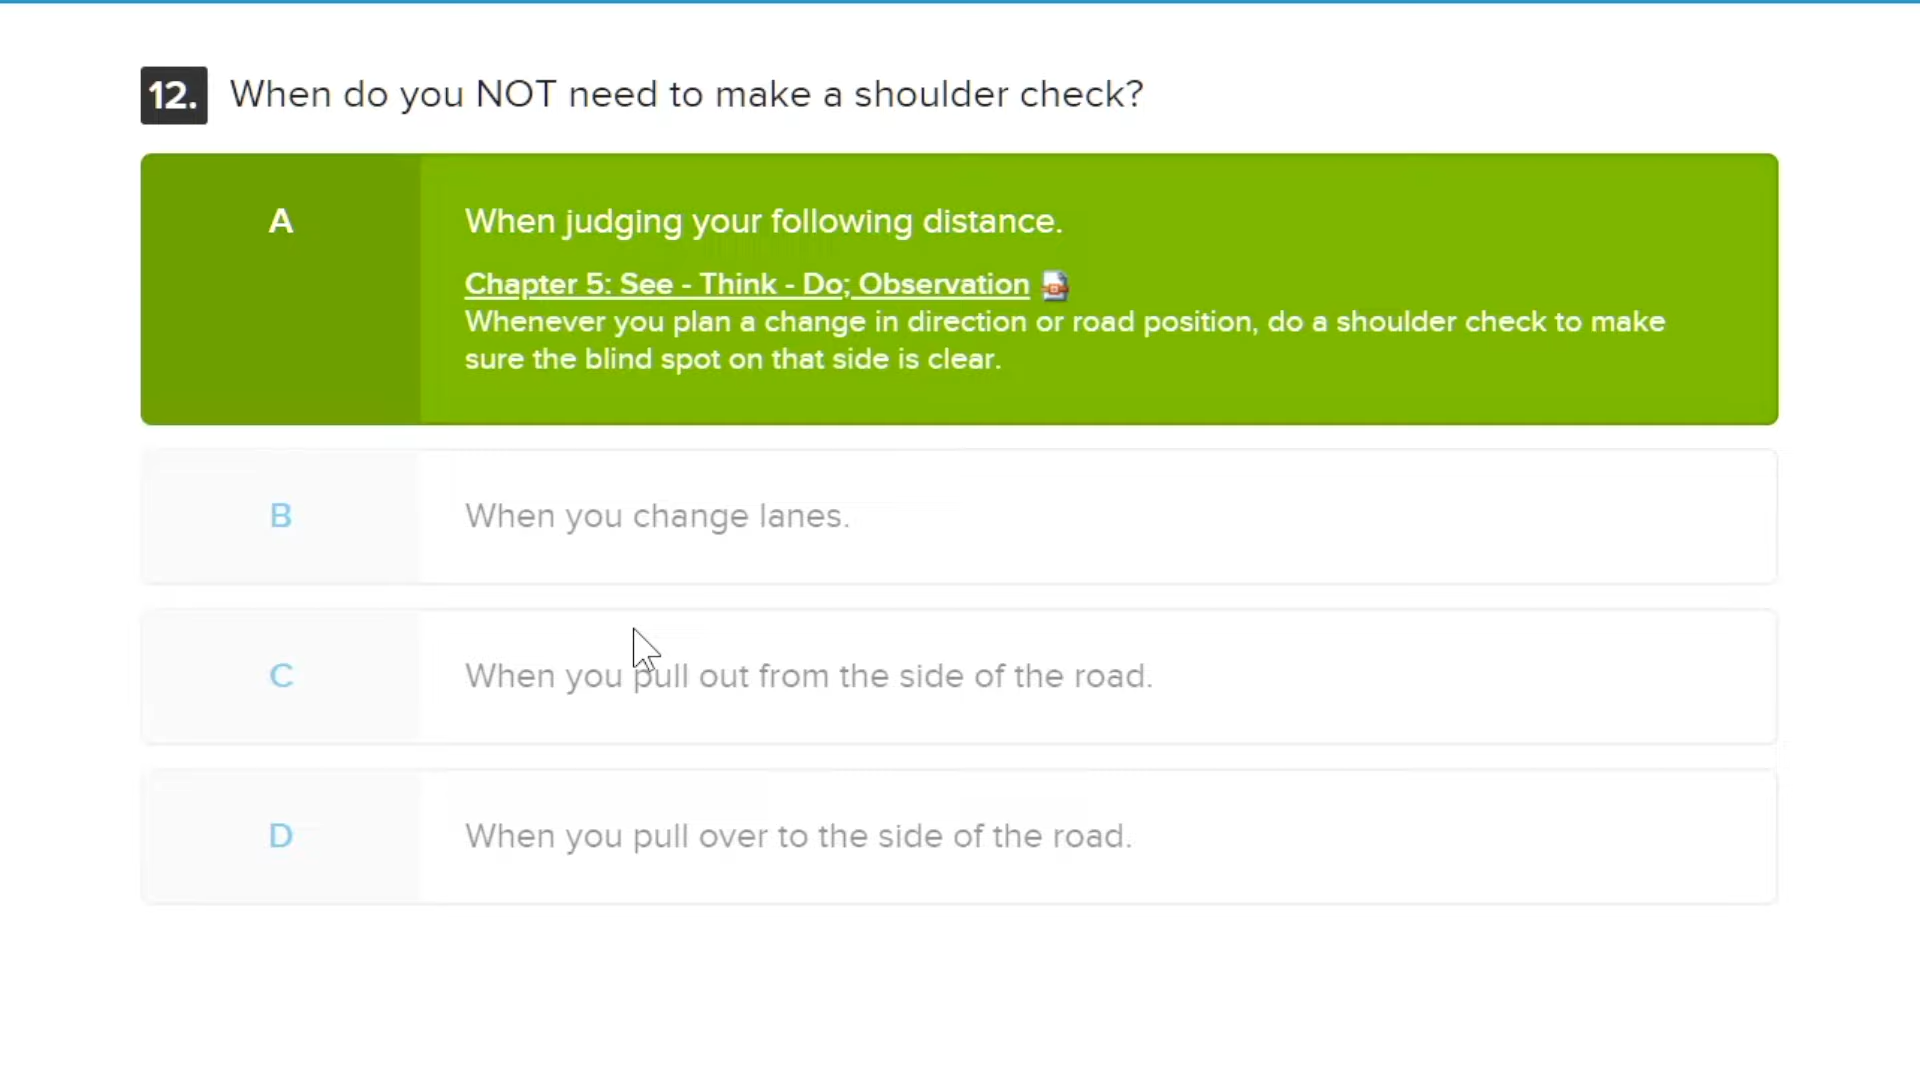 12. When do you NOT need to make a shoulder check?
A When judging your following distance.
Chapter 5: See - Think - Do; Observation
Whenever you plan a change in direction or road position, do a shoulder check to make
sure the blind spot on that side is clear.
B When you change lanes.
C When you pull out from the side of the road.
D When you pull over to the side of the road.